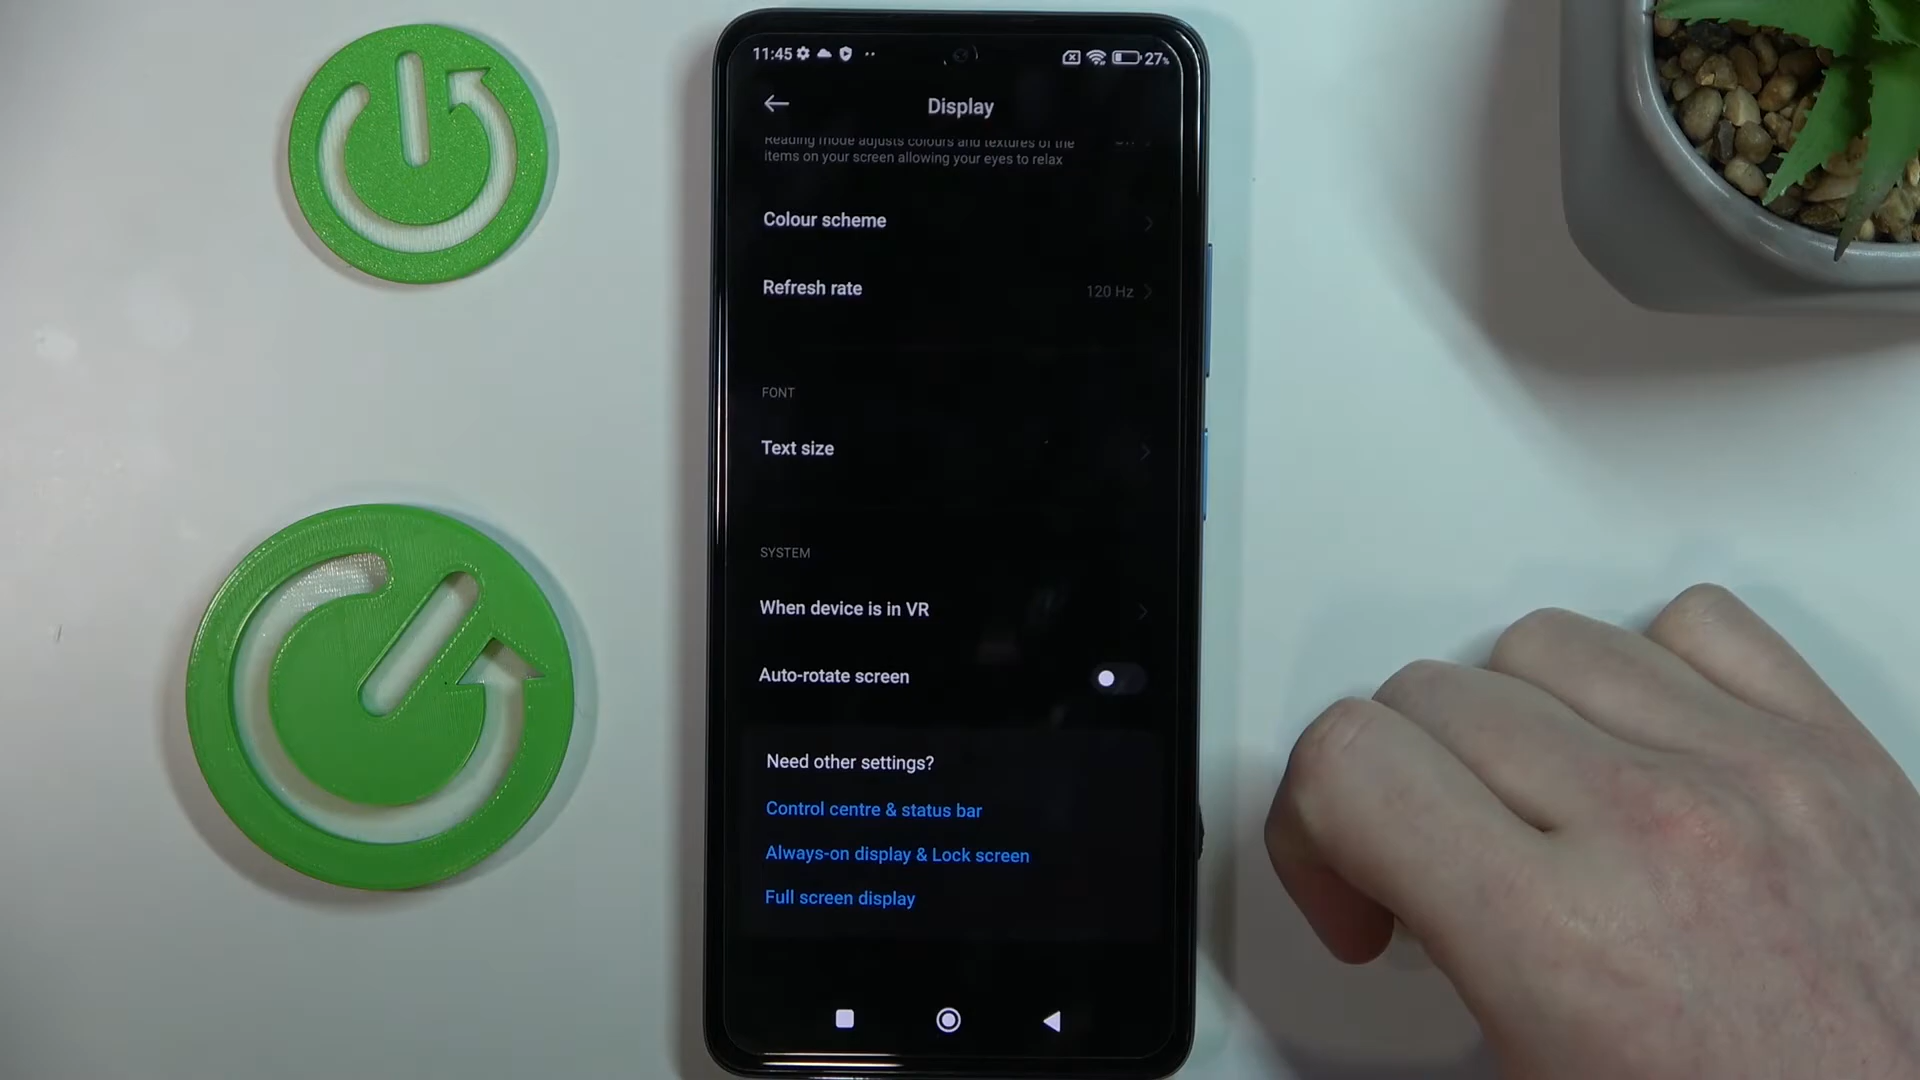 11:45
27%
Display
Reading mode adjusts colours and textures of the
items on your screen allowing your eyes to relax
Colour scheme
Refresh rate
120 Hz
FONT
Text size
SYSTEM
When device is in VR
Auto-rotate screen
Need other settings?
Control centre & status bar
Always-on display & Lock screen
Full screen display